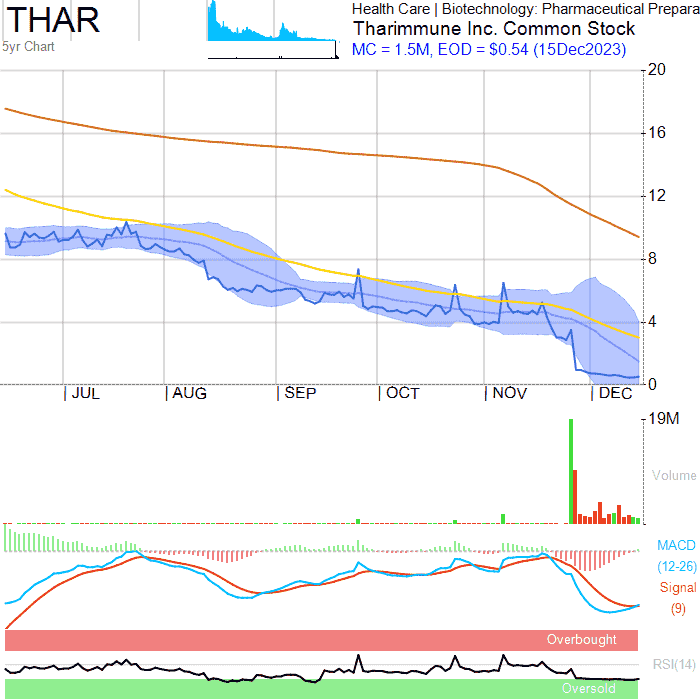 THAR
5yr Chart
Health Care | Biotechnology: Pharmaceutical Prepara
Tharimmune Inc. Common Stock
MC = 1.5M, EOD = $0.54 (15Dec2023)
20
16
12
8
4
0
JUL AUG SEP OCT NOV DEC
19M
Volume
MACD
(12-26)
Signal
(9)
Overbought
RSI(14)
Oversold